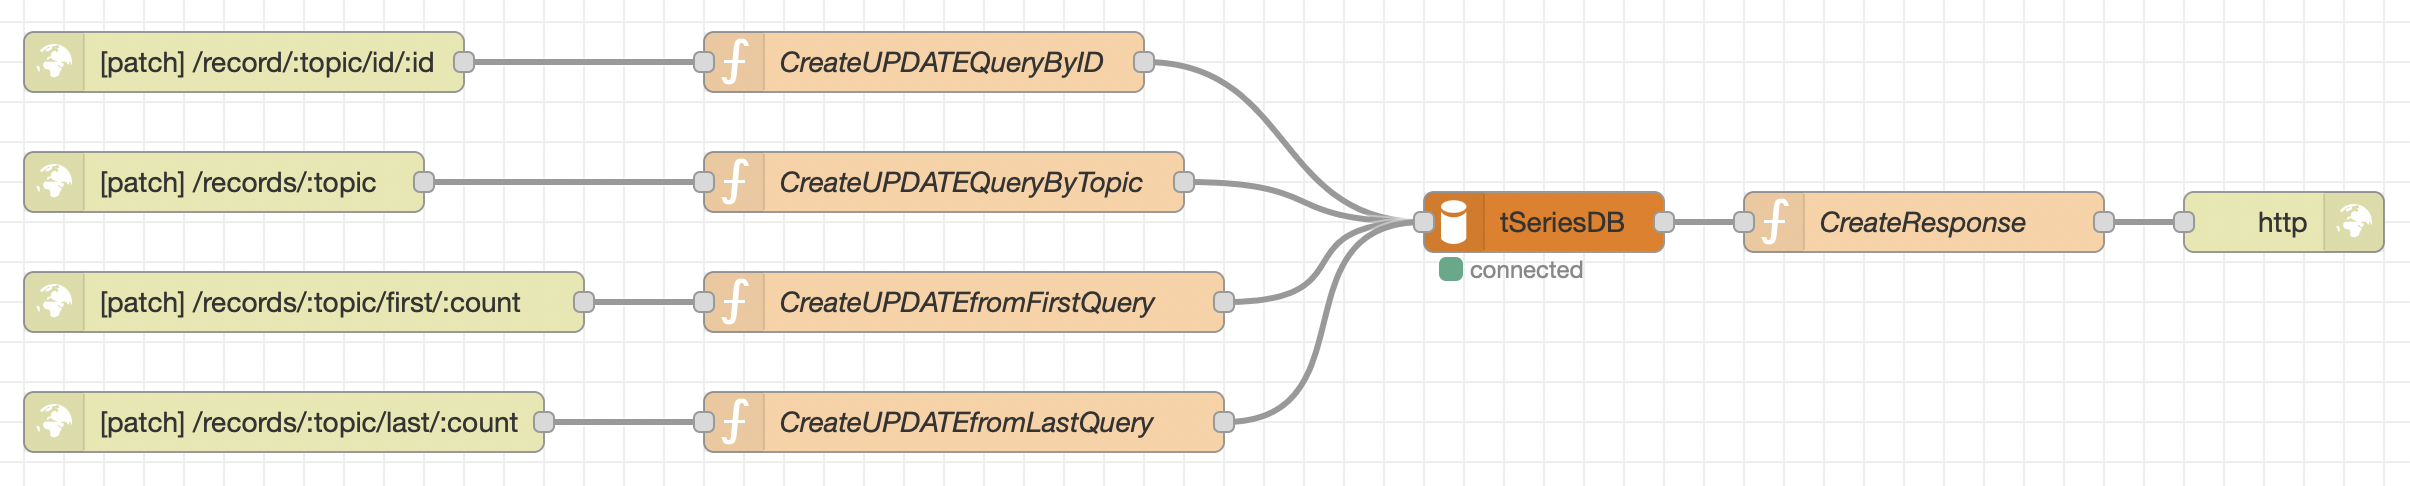 [patch] /record/:topic/id/:id
CreateUPDATEQueryByID
[patch] /records/:topic
CreateUPDATEQueryByTopic
tSeriesDB
connected
CreateResponse
http
[patch] /records/:topic/first/:count
CreateUPDATEfromFirstQuery
[patch] /records/:topic/last/:count
CreateUPDATEfromLastQuery